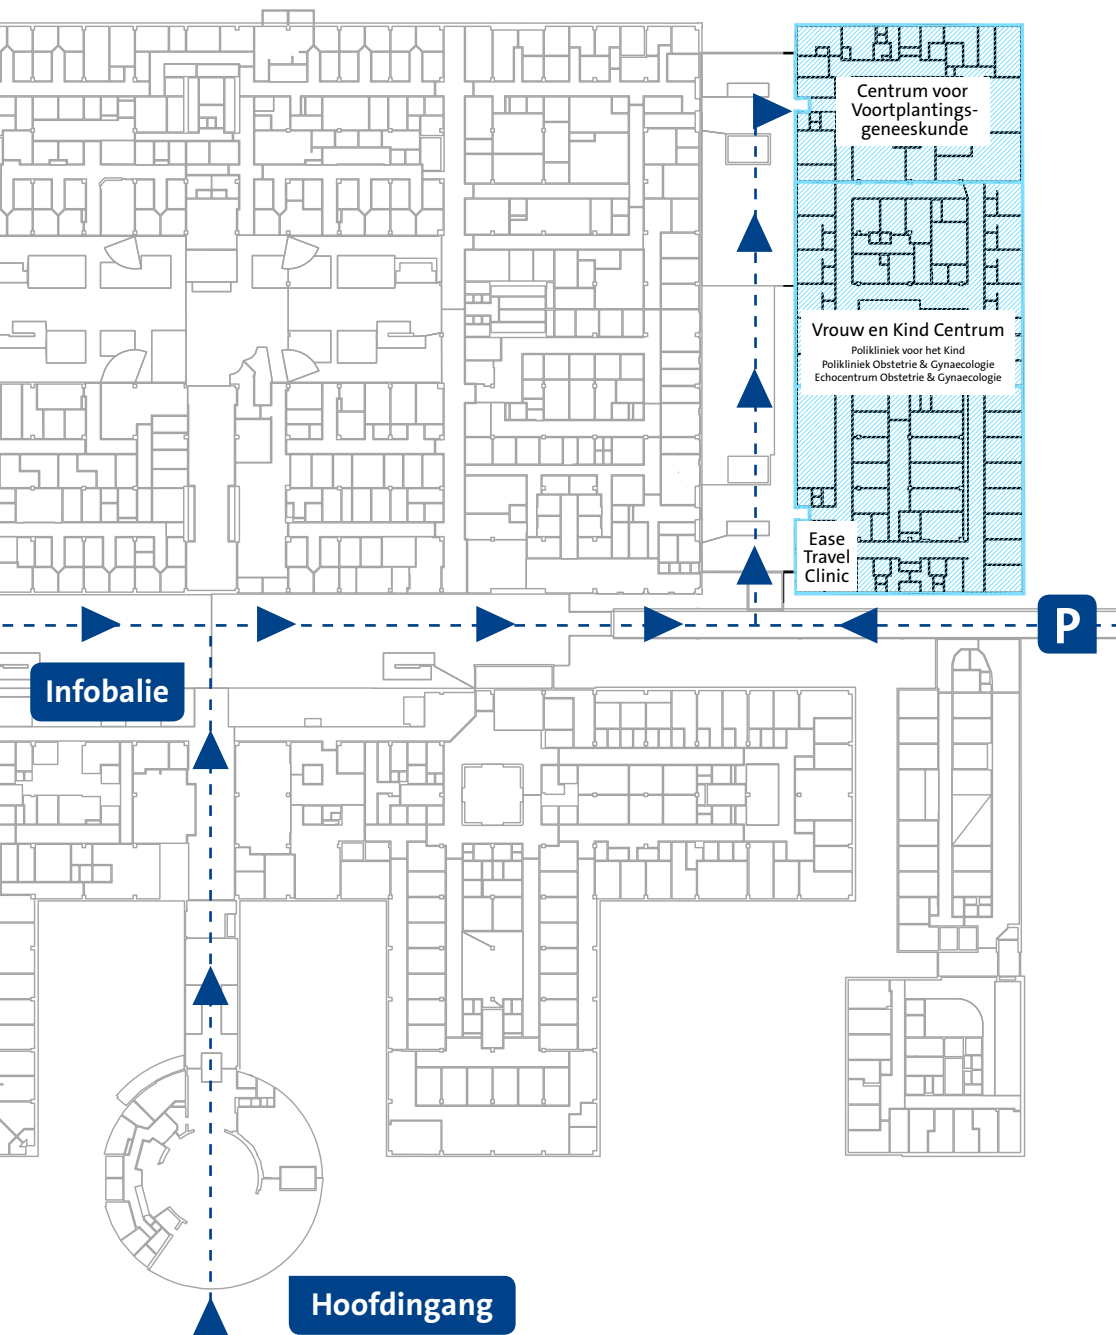 Centrum voor
Voortplantings-
geneeskunde
Vrouw en Kind Centrum
Polikliniek voor het Kind
Polikliniek Obstetrie & Gynaecologie
Echocentrum Obstetrie & Gynaecologie
Ease
Travel
Clinic
P
Infobalie
Hoofdingang